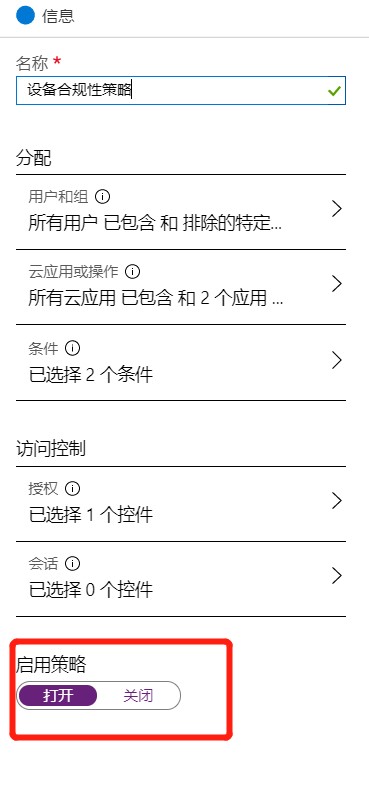 信息
名称 *
设备合规性策略
分配
用户和组
所有用户 已包含 和 排除的特定...
云应用或操作
所有云应用 已包含 和 2 个应用 ...
条件
已选择 2 个条件
访问控制
授权
已选择 1 个控件
会话
已选择 0 个控件
启用策略
打开 关闭